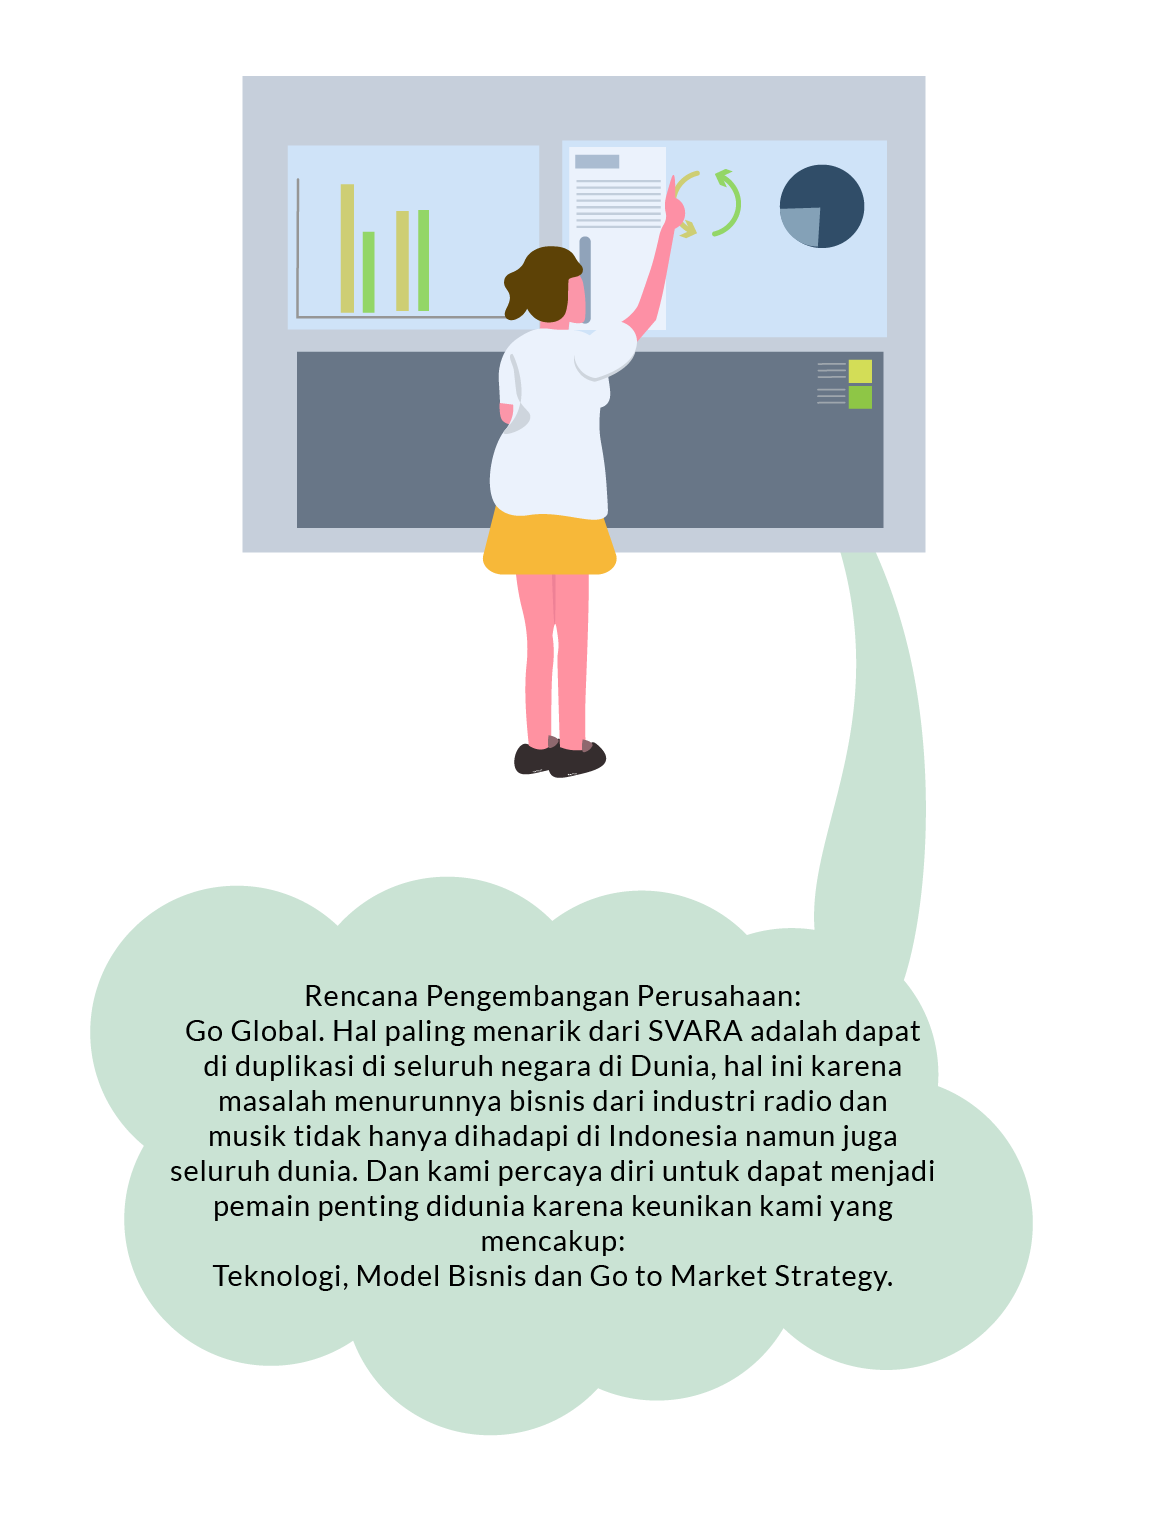 Rencana Pengembangan Perusahaan:
Go Global. Hal paling menarik dari SVARA adalah dapat
di duplikasi di seluruh negara di Dunia, hal ini karena
masalah menurunnya bisnis dari industri radio dan
musik tidak hanya dihadapi di Indonesia namun juga
seluruh dunia. Dan kami percaya diri untuk dapat menjadi
pemain penting didunia karena keunikan kami yang
mencakup:
Teknologi, Model Bisnis dan Go to Market Strategy.